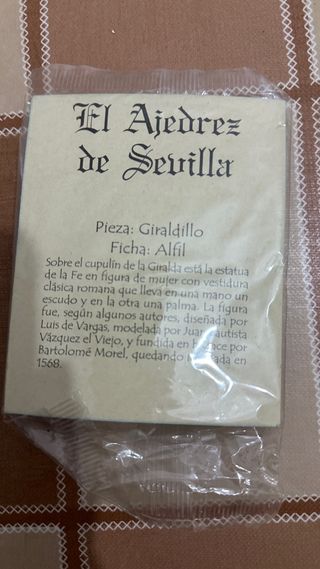 El Ajedrez
de Sevilla
Pieza: Giraldillo
Ficha: Alfil
Sobre el cupulín de la Giralda está la estatua
de la Fe en figura de mujer con vestidura
clásica romana que lleva en una mano un
escudo y en la otra una palma. La figura
fue, según algunos autores, diseñada por
Luis de Vargas, modelada por Juan Bautista
Vázquez el Viejo, y fundida en bronce por
Bartolomé Morel, quedando en
1568.